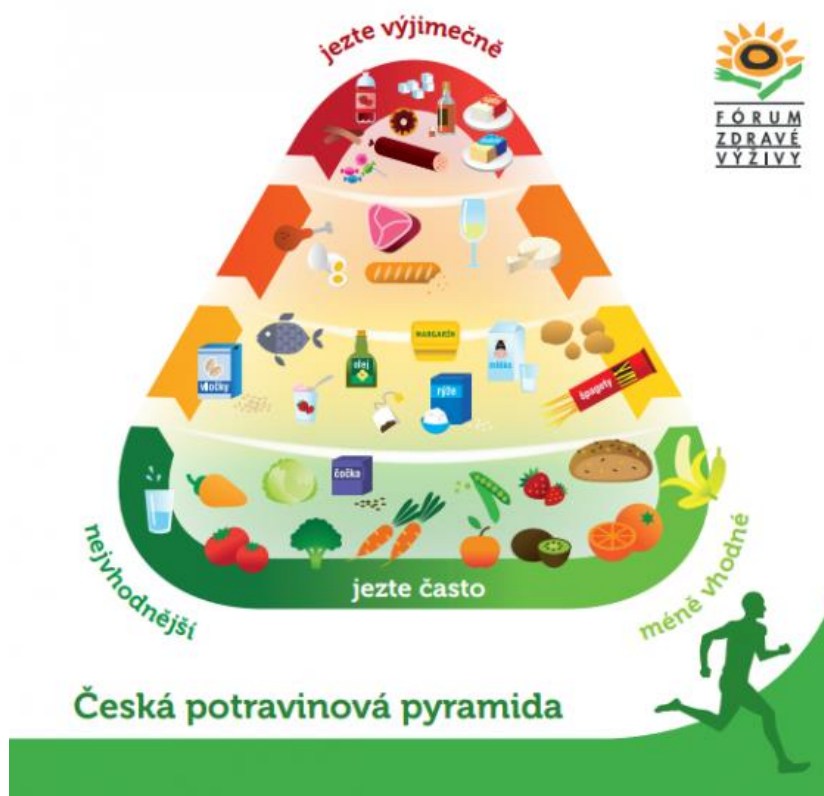 jezte výjimečně
FÓRUM
ZDRAVÉ
VÝŽIVY
MARGARÍN
olej
vločky
rýže
špagety
čočka
nejvhodnější
jezte často
méně vhodné
Česká potravinová pyramida